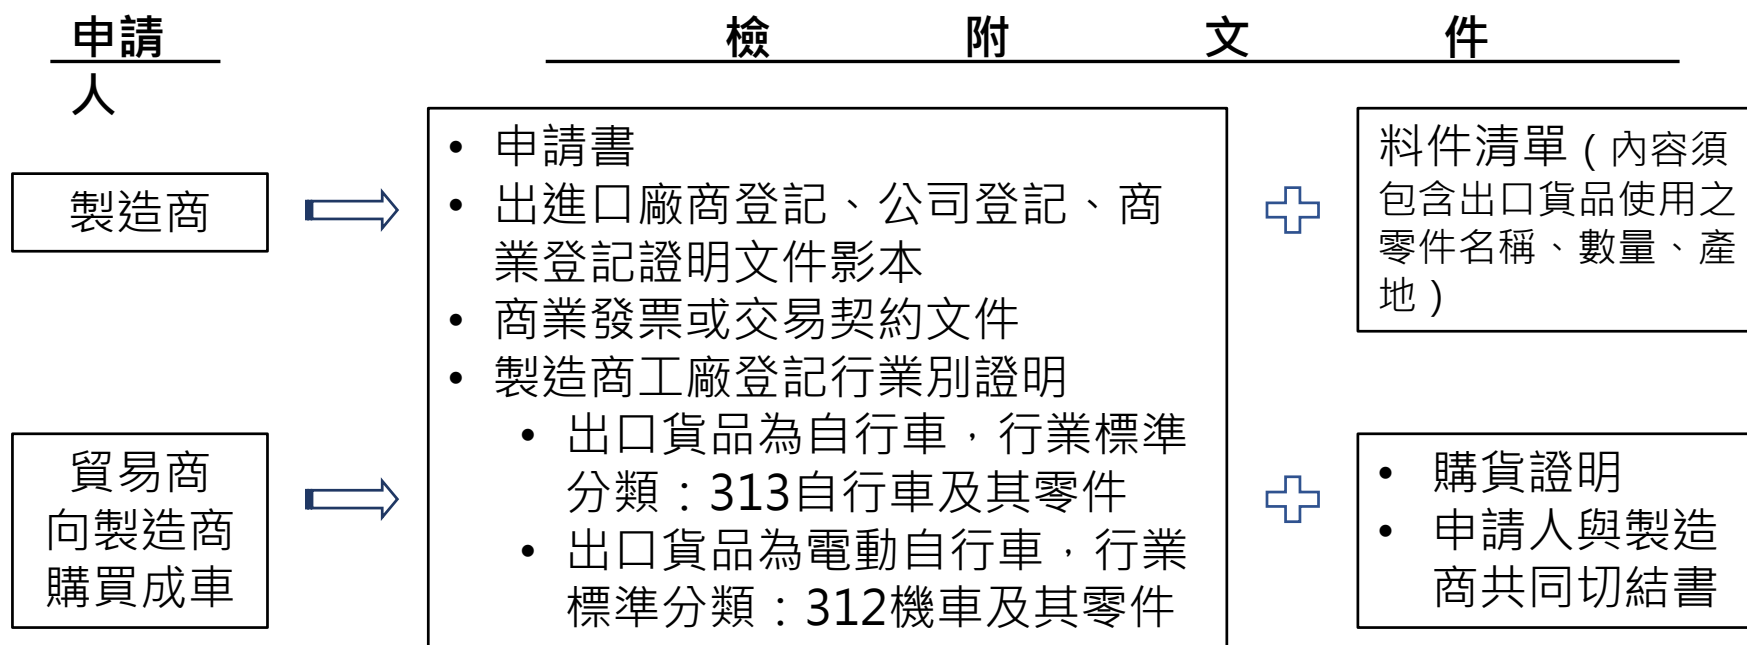 申請
人
檢附文件
製造商
• 申請書
• 出進口廠商登記、公司登記、商
業登記證明文件影本
• 商業發票或交易契約文件
• 製造商工廠登記行業別證明
• 出口貨品為自行車，行業標準
分類：313自行車及其零件
• 出口貨品為電動自行車，行業
標準分類：312機車及其零件
料件清單（內容須
包含出口貨品使用之
零件名稱、數量、產
地）
貿易商
向製造商
購買成車
• 購貨證明
• 申請人與製造
商共同切結書